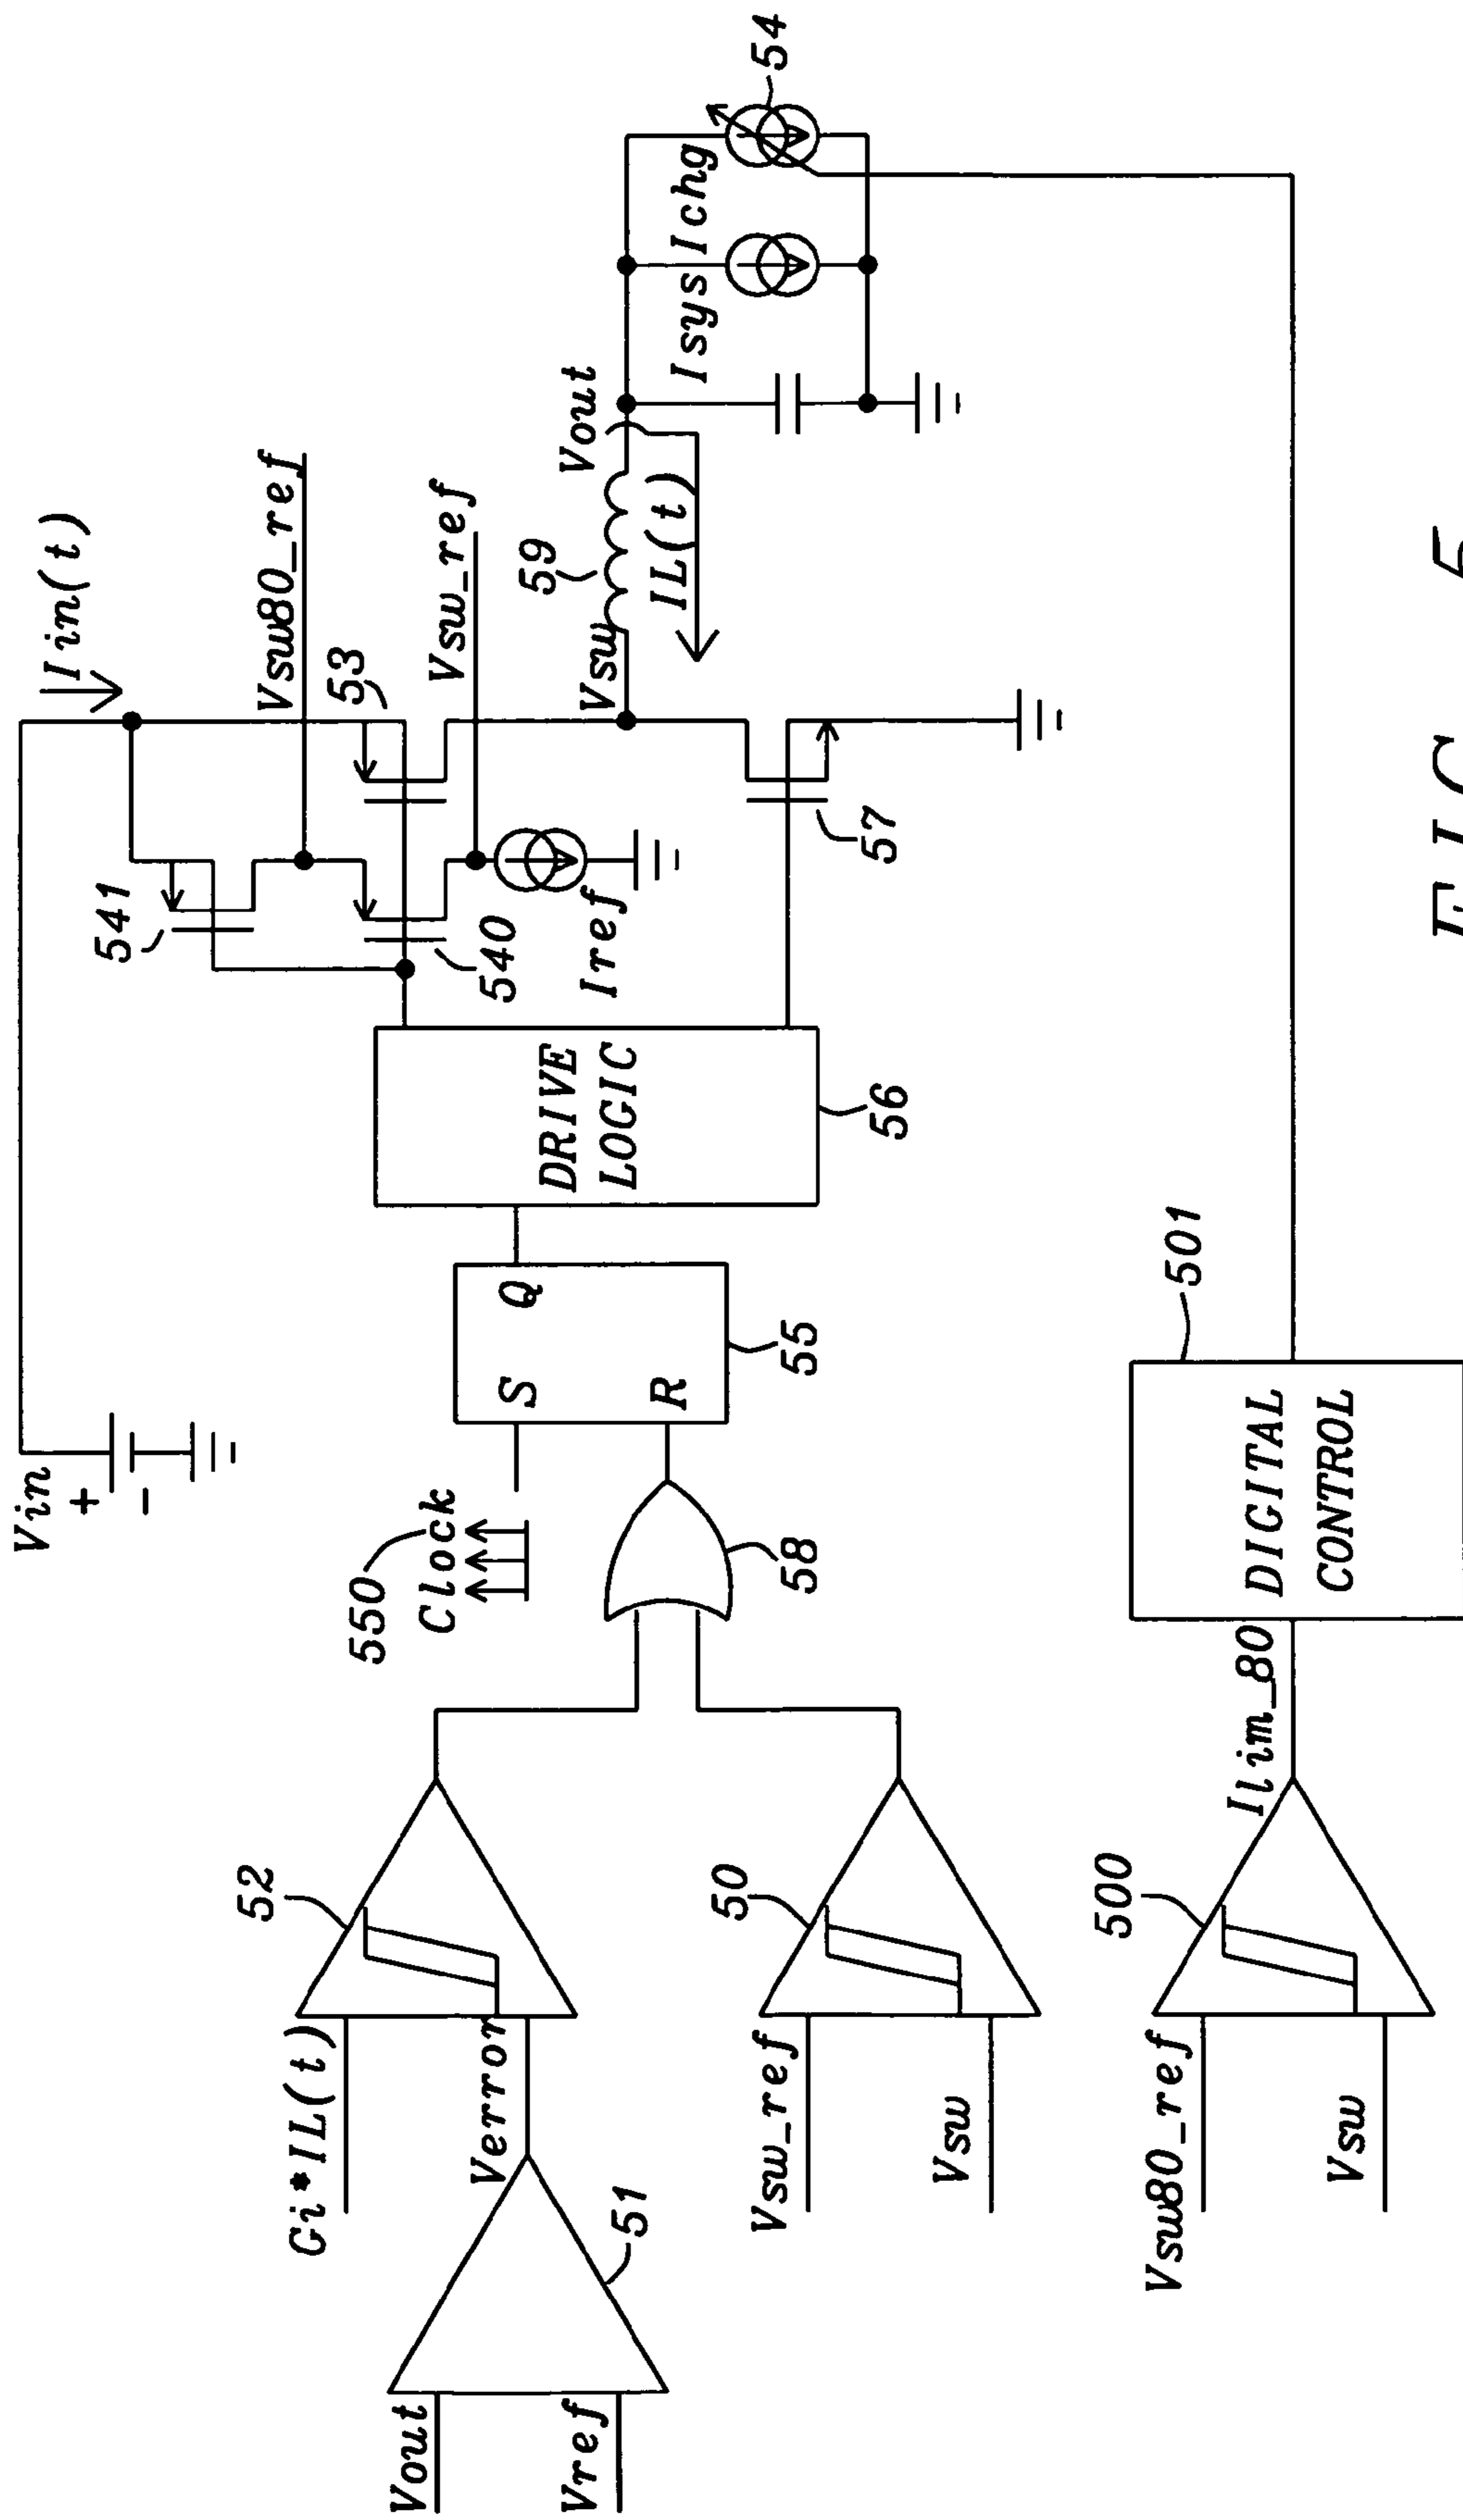 Vin
+
-
Iin(t)
541
Vsw80_ref
53
540
Vsw_ref
Iref
59
Vsw
Vout
IL(t)
Isys
Ichg
54
57
DRIVE
LOGIC
56
550
Clock
S
Q
R
55
58
52
Gi*IL(t)
Verror
Vout
Vref
51
50
Vsw_ref
Vsw
500
Vsw80_ref
Vsw
Ilim_80
DIGITAL
CONTROL
501